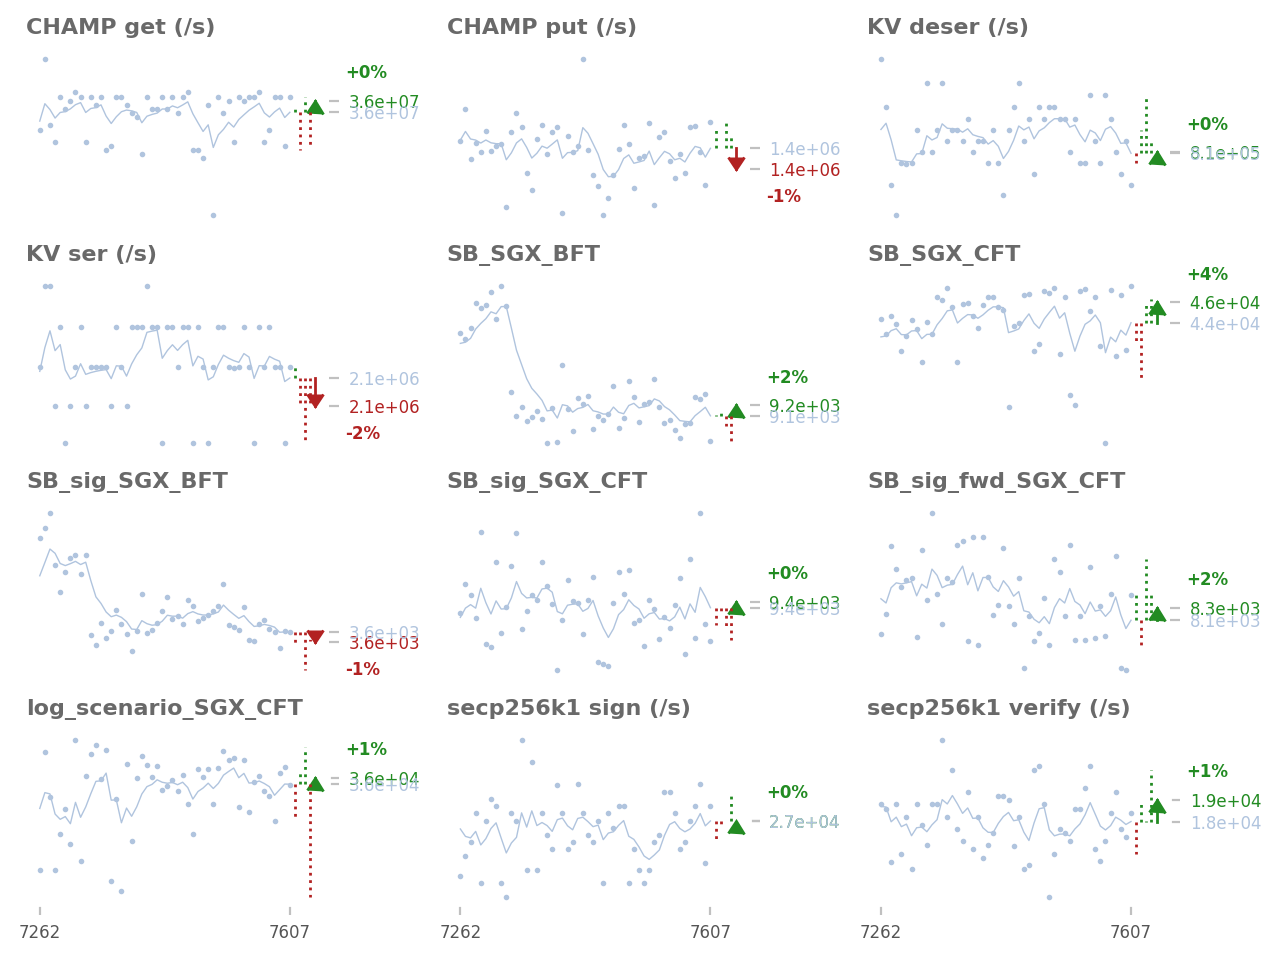 CHAMP get (/s)
+0%
3.6e+07
3.6e+07
CHAMP put (/s)
1.4e+06
1.4e+06
-1%
KV deser (/s)
+0%
8.1e+05
KV ser (/s)
2.1e+06
2.1e+06
-2%
SB_SGX_BFT
+2%
9.2e+03
9.1e+03
SB_SGX_CFT
+4%
4.6e+04
4.4e+04
SB_sig_SGX_BFT
3.6e+03
3.6e+03
-1%
SB_sig_SGX_CFT
+0%
9.4e+03
9.4e+03
SB_sig_fwd_SGX_CFT
+2%
8.3e+03
8.1e+03
log_scenario_SGX_CFT
+1%
3.6e+04
3.6e+04
7262
7607
secp256k1 sign (/s)
+0%
2.7e+04
7262
7607
secp256k1 verify (/s)
+1%
1.9e+04
1.8e+04
7262
7607